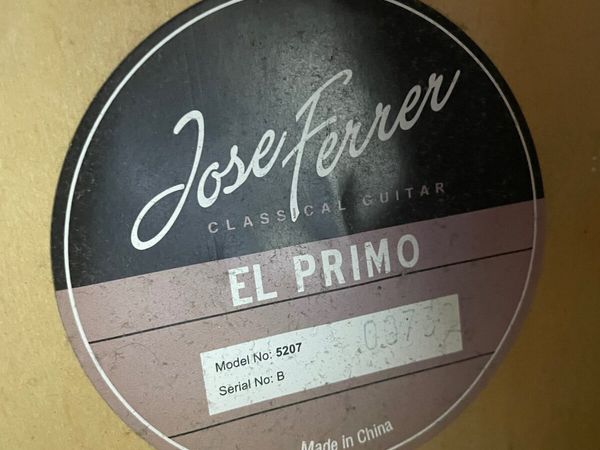 Jose Ferrer
CLASSICAL GUITAR
EL PRIMO
Model No: 5207
Serial No: B
Made in China